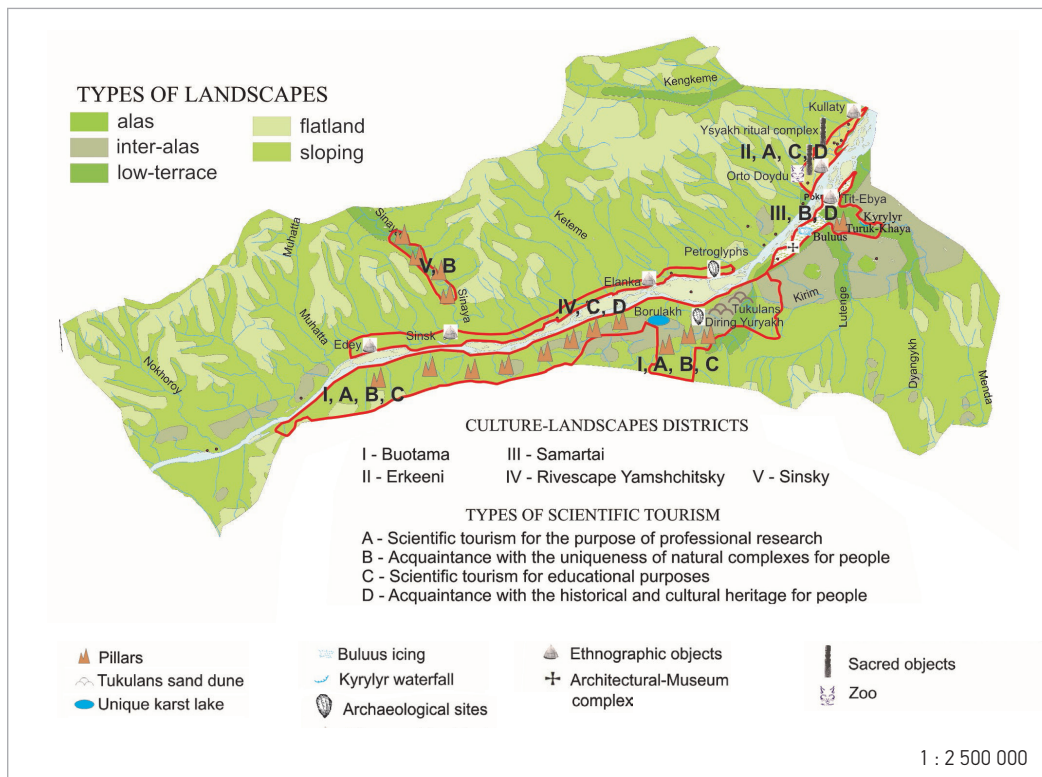 TYPES OF LANDSCAPES
alas
inter-alas
low-terrace
flatland
sloping
Kengkeme
Kullaty
Ysyakh ritual complex
II, A, C, D
Orto Doydu
Pokr
Tit-Ebya
III, B, D
Kyrylyr
Turuk-Khaya
Buluus
Sinaya
Muhatta
Keteme
Petroglyphs
V, B
Sinaya
Elanka
Kirim
IV, C, D
Borulakh
Tukulans
Diring Yuryakh
Lutenge
Muhatta
Sinsk
Edey
Nokhoroy
I, A, B, C
I, A, B, C
Dyangykh
Menda
CULTURE-LANDSCAPES DISTRICTS
I - Buotama
III - Samartai
II - Erkeeni
IV - Rivescape Yamshchitsky
V - Sinsky
TYPES OF SCIENTIFIC TOURISM
A - Scientific tourism for the purpose of professional research
B - Acquaintance with the uniqueness of natural complexes for people
C - Scientific tourism for educational purposes
D - Acquaintance with the historical and cultural heritage for people
Pillars
Tukulans sand dune
Unique karst lake
Buluus icing
Kyrylyr waterfall
Archaeological sites
Ethnographic objects
Architectural-Museum
complex
Sacred objects
Zoo
1 : 2 500 000